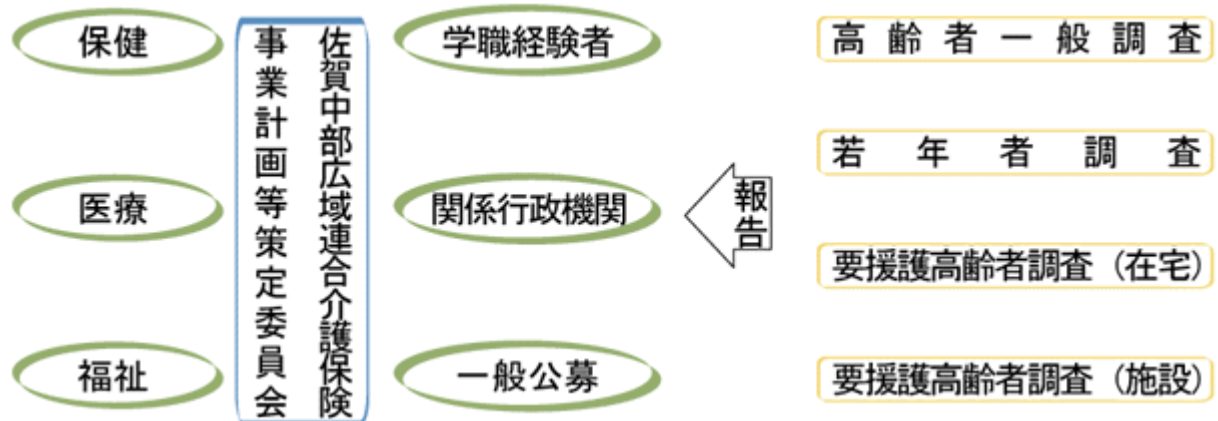 保健
医療
福祉
佐賀中部広域連合介護保険
事業計画等策定委員会
学職経験者
関係行政機関
一般公募
報告
高齢者一般調査
若年者調査
要援護高齢者調査（在宅）
要援護高齢者調査（施設）